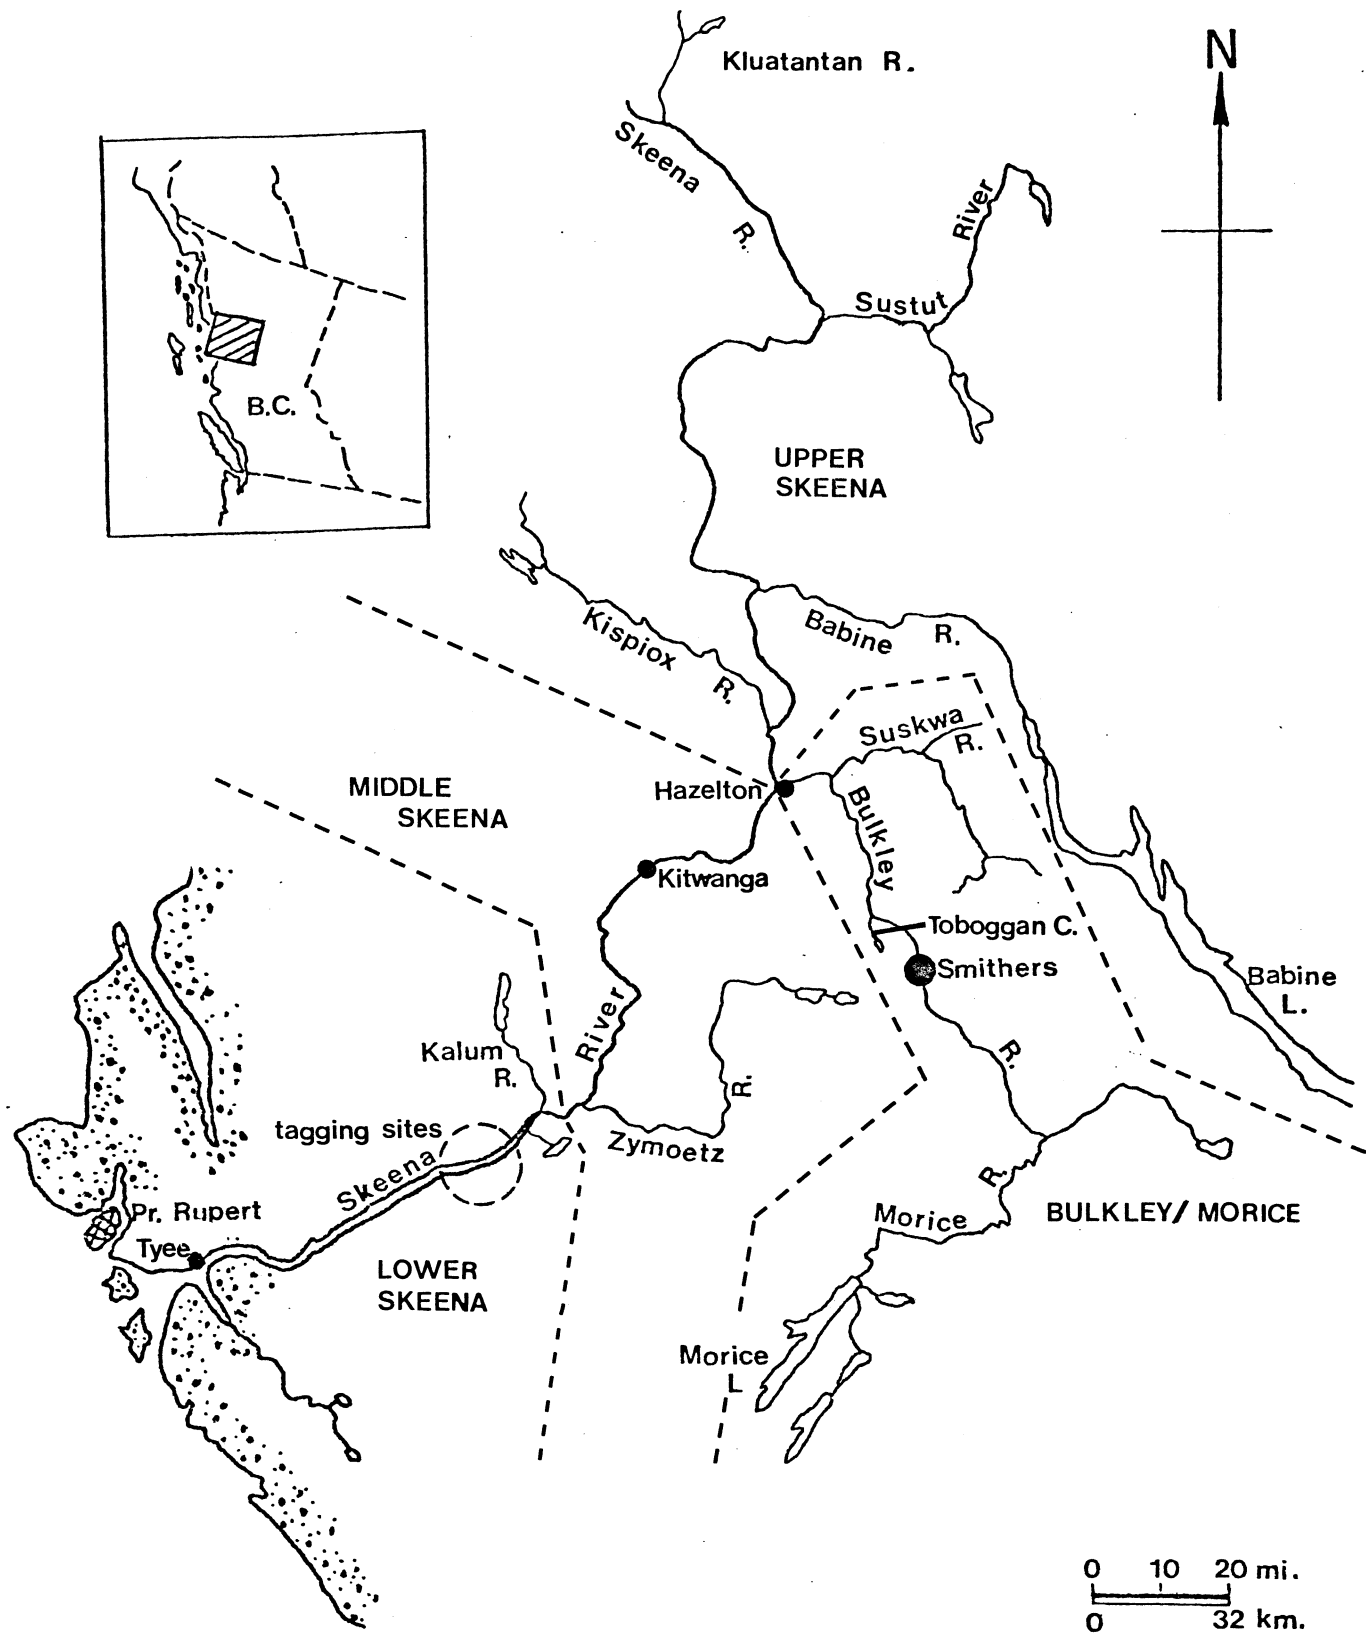 Kluatantan R.
N
Skeena R.
River
Sustut
B.C.
UPPER
SKEENA
Kispiox R.
Babine R.
Suskwa
R.
MIDDLE
SKEENA
Hazelton
Bulkley
Kitwanga
Toboggan C.
Smithers
Babine
L.
River
Kalum
R.
R.
R.
tagging sites
Zymoetz
Skeena
R.
Pr. Rupert
Morice
BULKLEY/ MORICE
Tyee
LOWER
SKEENA
Morice
L
0 10 20 mi.
0 32 km.